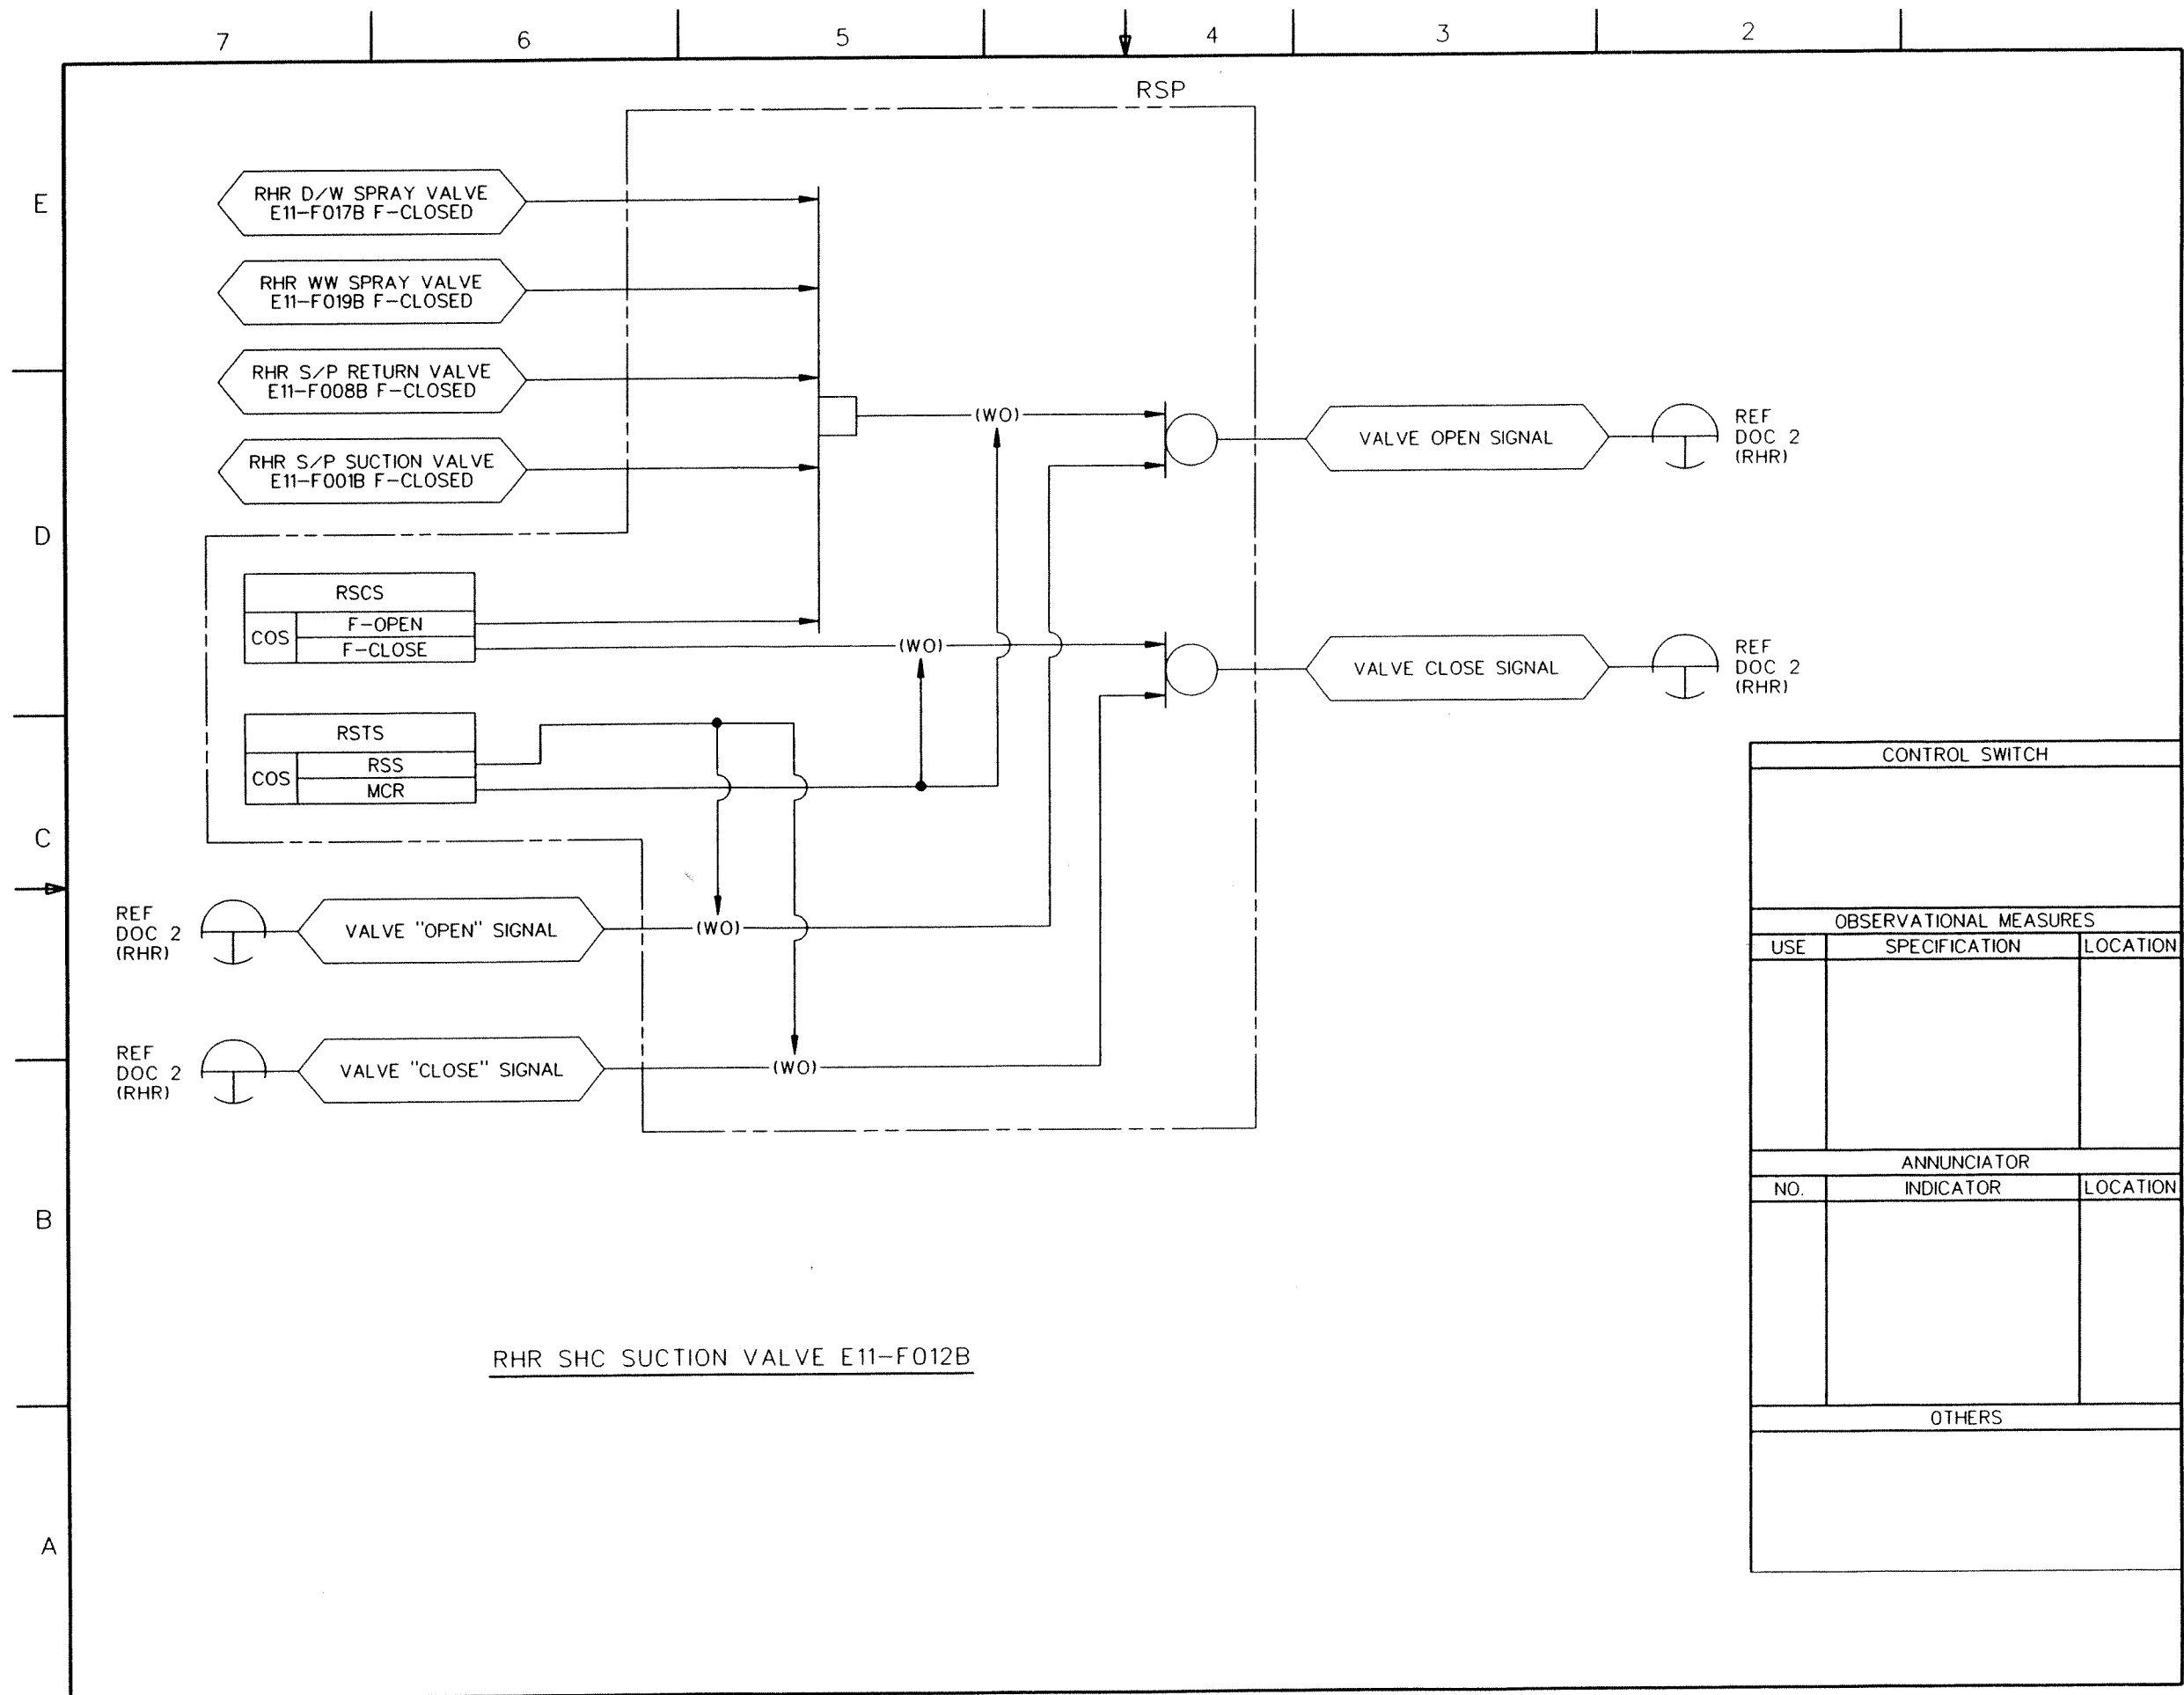 7
6
5
4
3
2
RSP
E
RHR D/W SPRAY VALVE
E11-F017B F-CLOSED
RHR WW SPRAY VALVE
E11-F019B F-CLOSED
RHR S/P RETURN VALVE
E11-F008B F-CLOSED
(WO)
VALVE OPEN SIGNAL
REF
DOC 2
(RHR)
RHR S/P SUCTION VALVE
E11-F001B F-CLOSED
D
RSCS
COS
F-OPEN
F-CLOSE
(WO)
VALVE CLOSE SIGNAL
REF
DOC 2
(RHR)
RSTS
COS
RSS
MCR
C
REF
DOC 2
(RHR)
VALVE "OPEN" SIGNAL
(WO)
REF
DOC 2
(RHR)
VALVE "CLOSE" SIGNAL
(WO)
CONTROL SWITCH
OBSERVATIONAL MEASURES
USE
SPECIFICATION
LOCATION
ANNUNCIATOR
NO.
INDICATOR
LOCATION
OTHERS
B
RHR SHC SUCTION VALVE E11-F012B
A